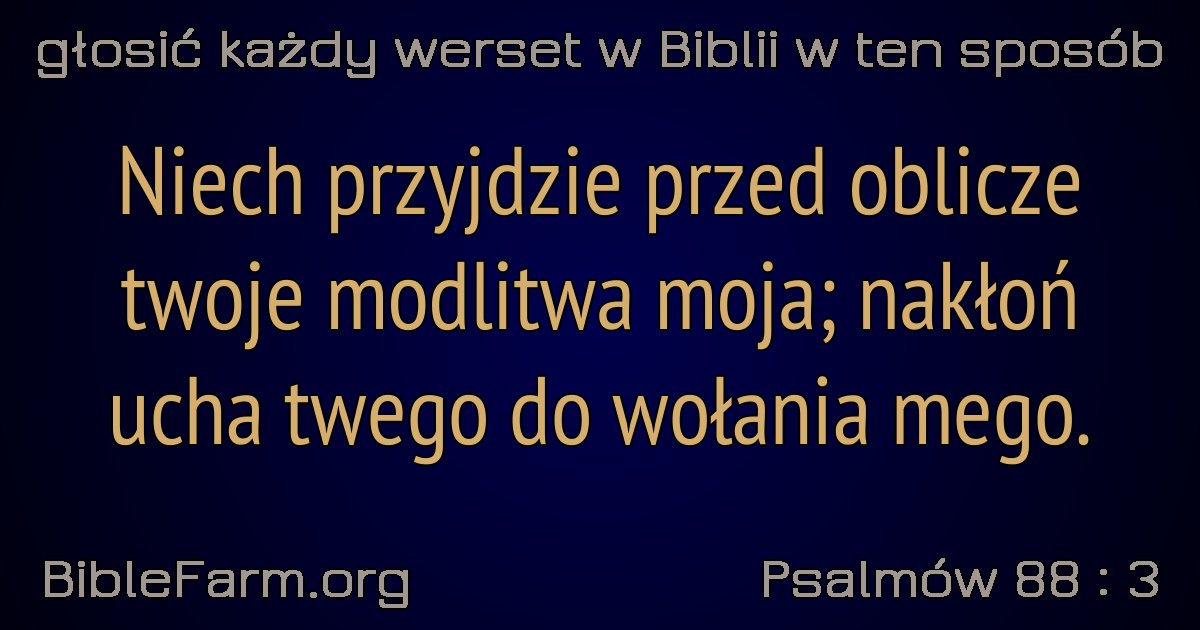 głosić każdy werset w Biblii w ten sposób
Niech przyjdzie przed oblicze
twoje modlitwa moja; nakłoń
ucha twego do wołania mego.
BibleFarm.org
Psalmów 88 : 3